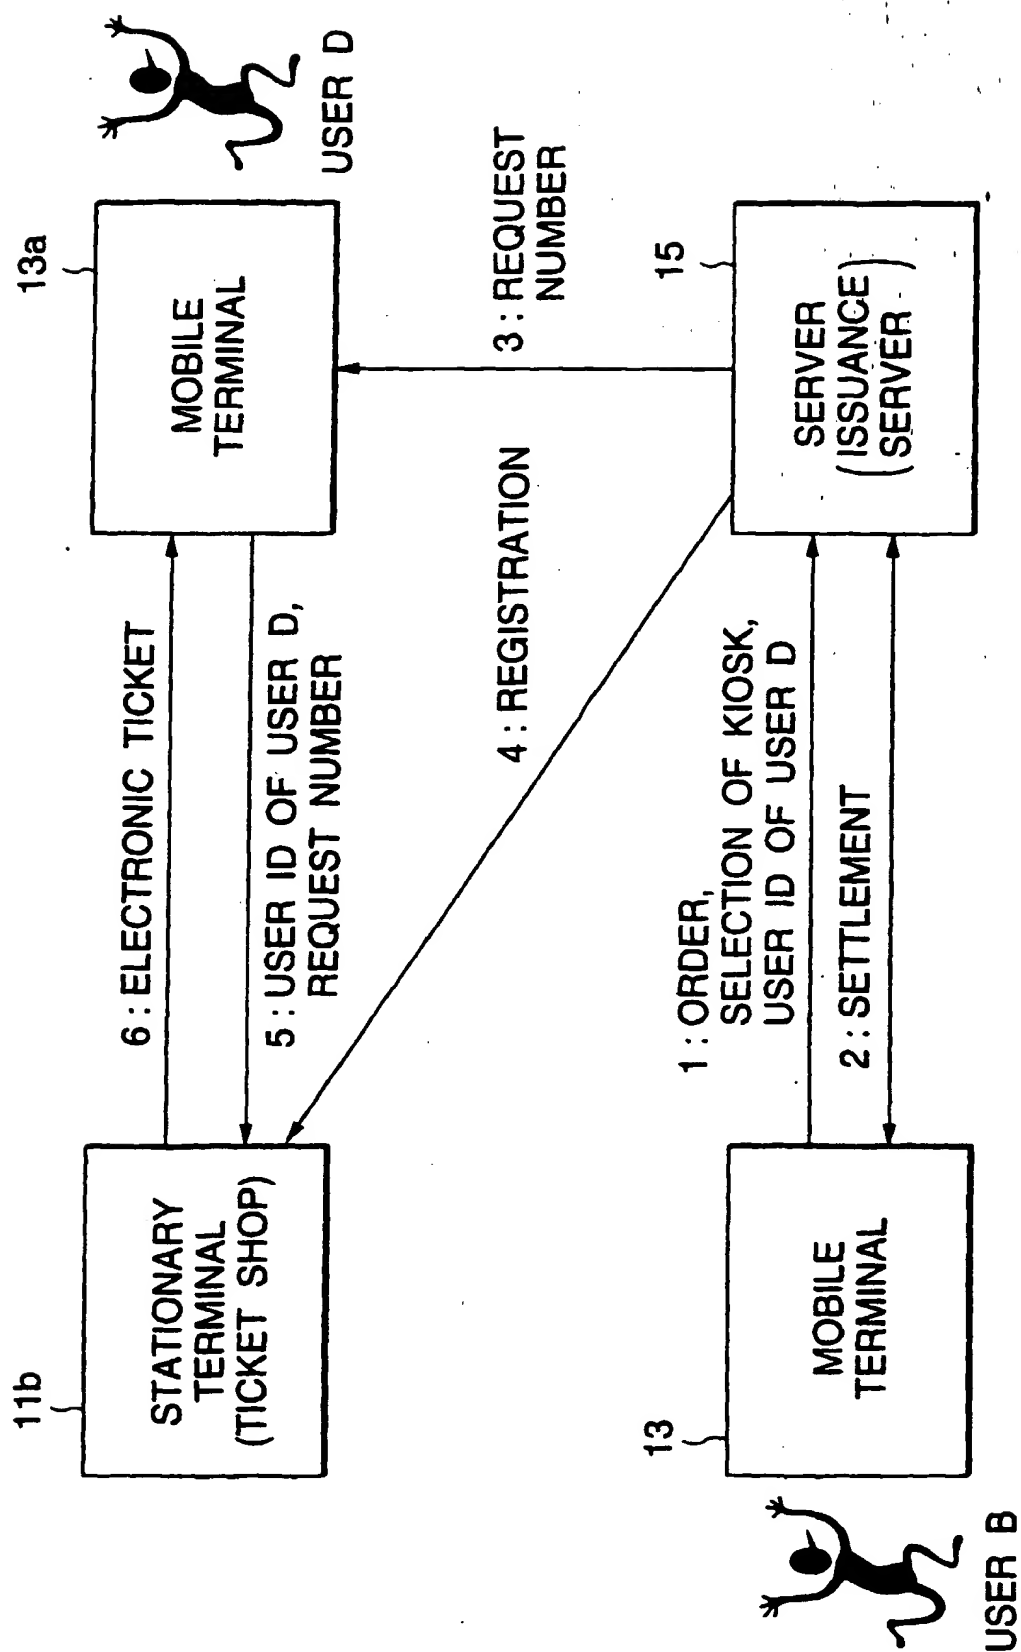 11b
STATIONARY
TERMINAL
(TICKET SHOP)
6 : ELECTRONIC TICKET
5 : USER ID OF USER D,
REQUEST NUMBER
13a
MOBILE
TERMINAL
USER D
4 : REGISTRATION
3 : REQUEST
NUMBER
13
MOBILE
TERMINAL
USER B
1 : ORDER,
SELECTION OF KIOSK,
USER ID OF USER D
2 : SETTLEMENT
15
SERVER
(ISSUANCE
SERVER)